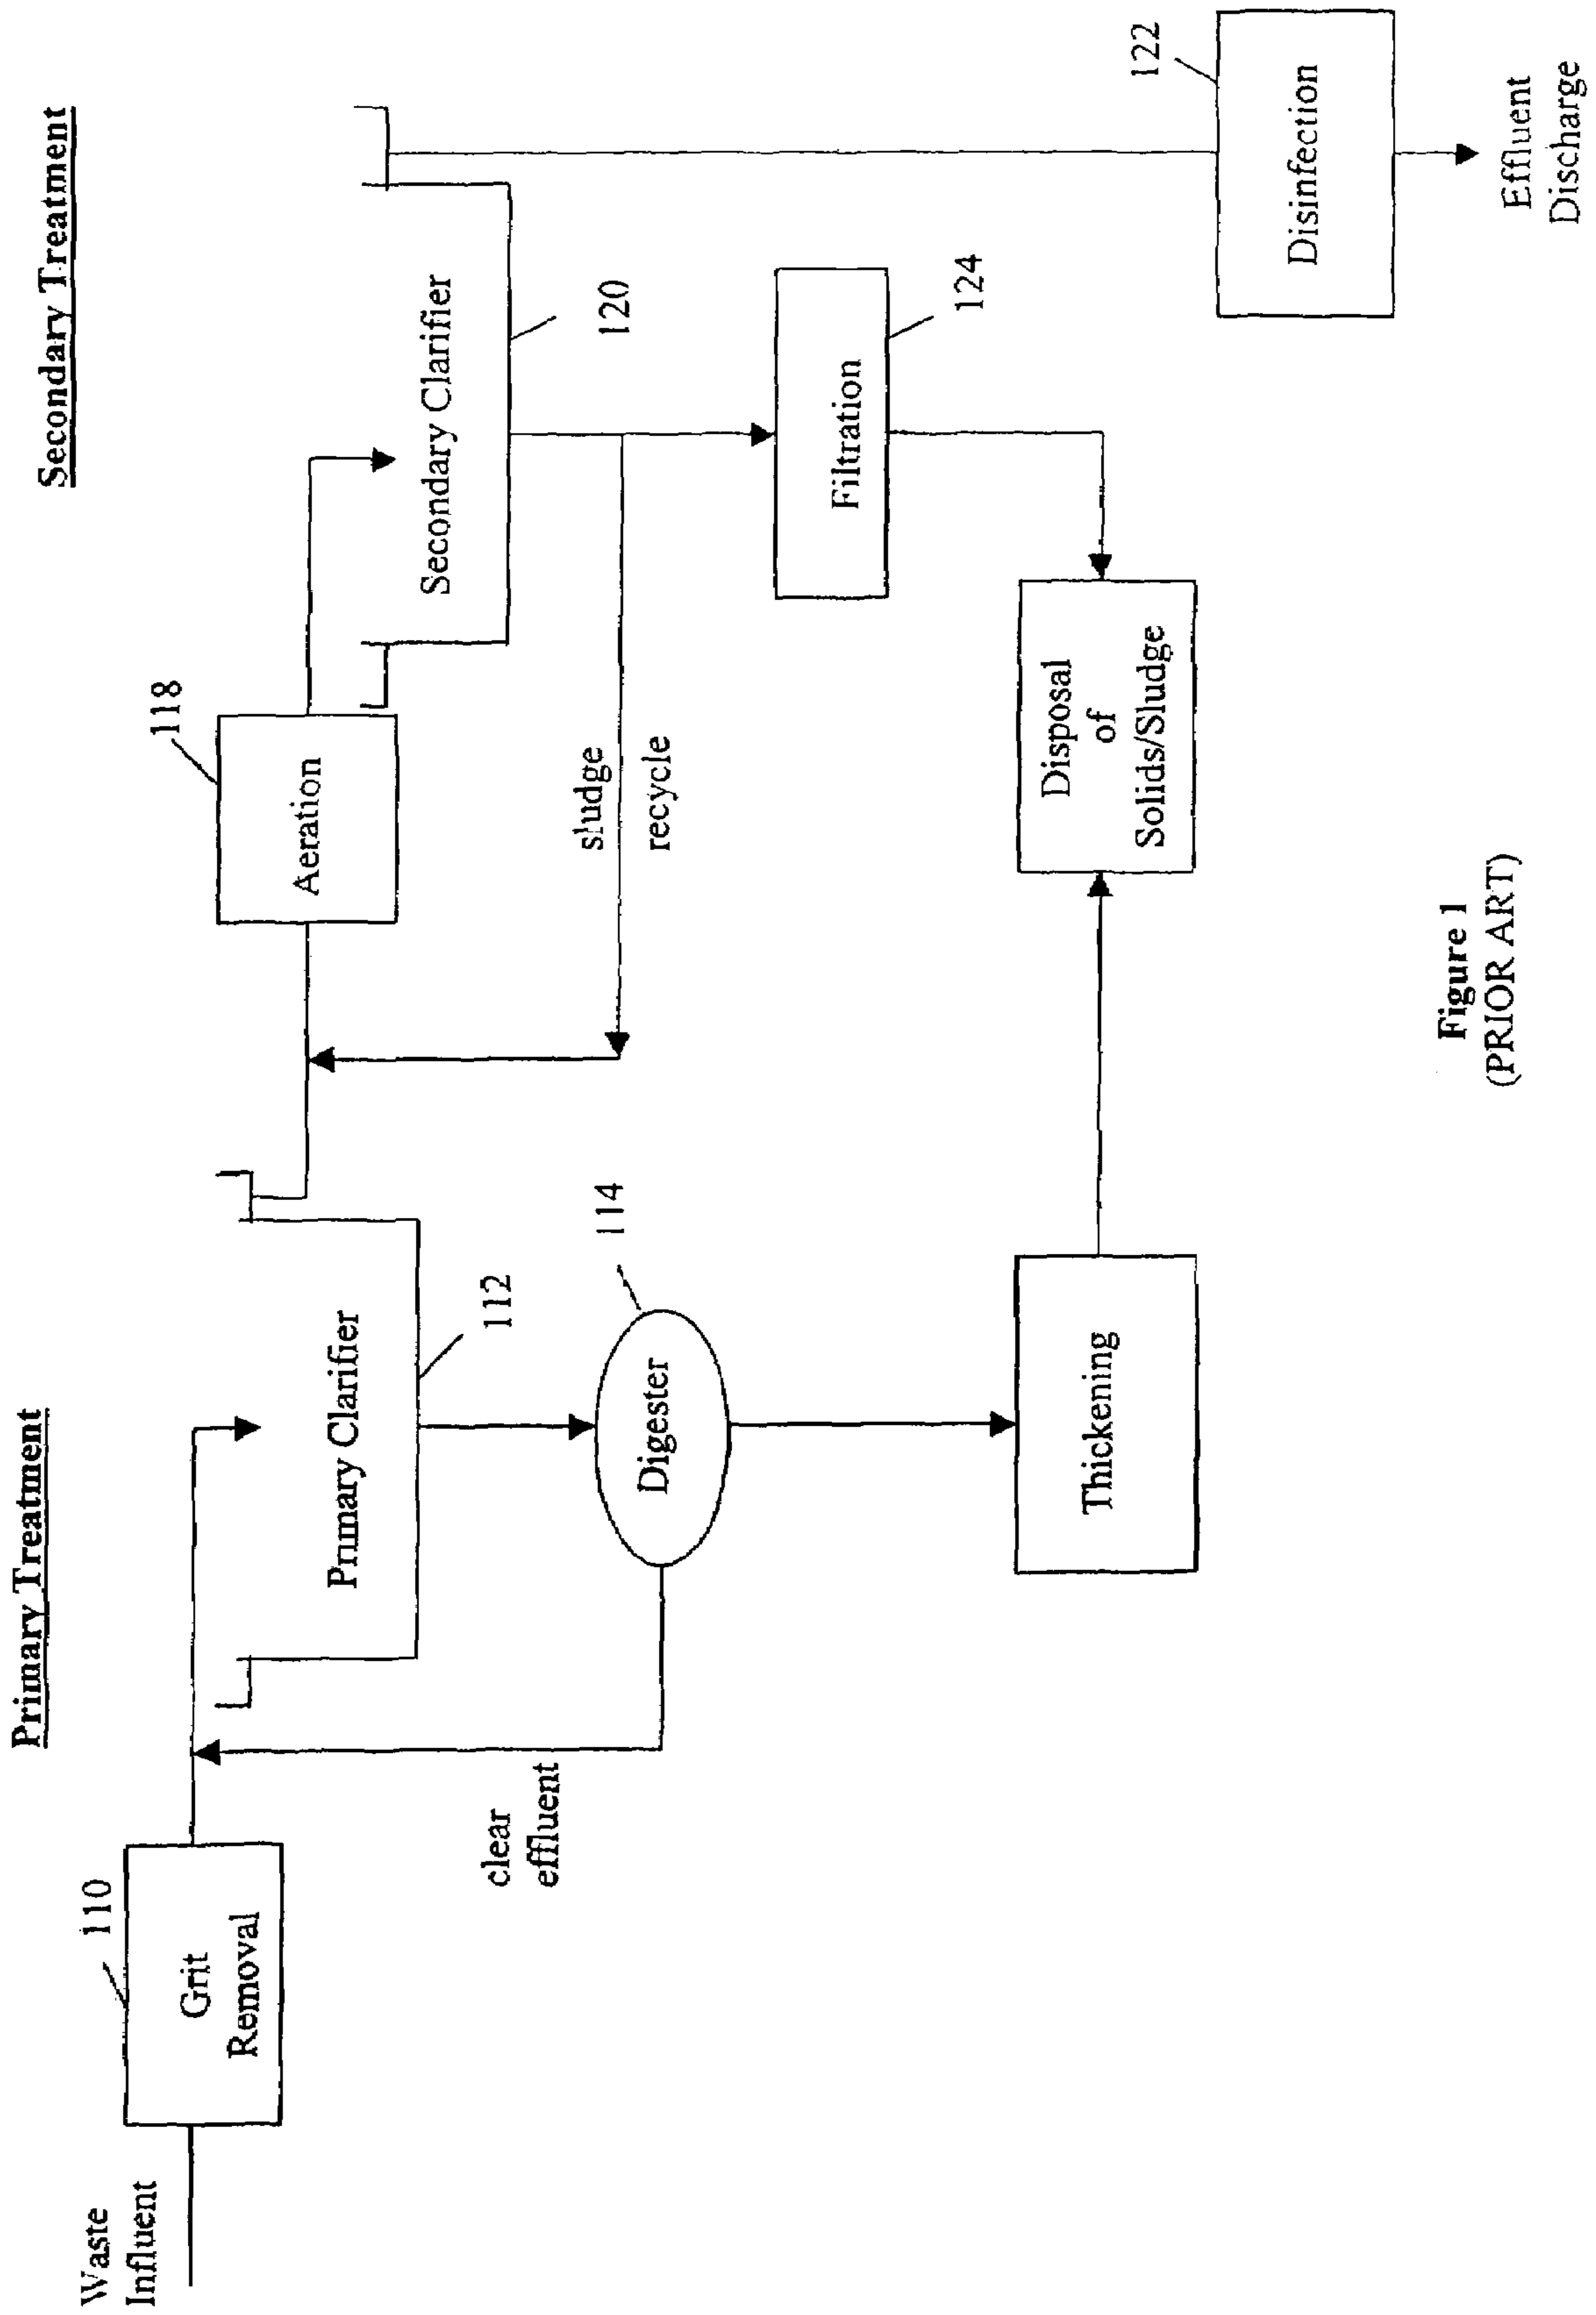 Primary Treatment
Secondary Treatment
Waste
Influent
110
Grit
Removal
clear
effluent
Primary Clarifier
112
Digester
114
Thickening
118
Aeration
sludge
recycle
Secondary Clarifier
120
Filtration
124
Disposal
of
Solids/Sludge
122
Disinfection
Effluent
Discharge
Figure 1
(PRIOR ART)